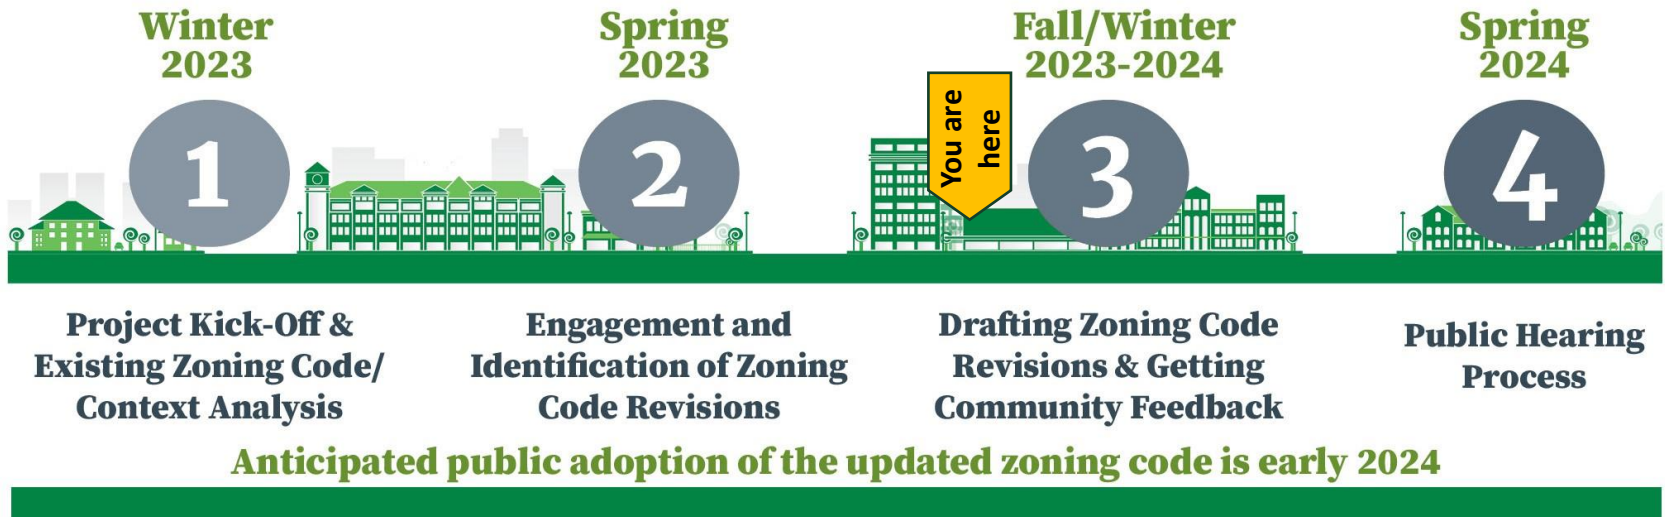 Winter
2023
1
Project Kick-Off &
Existing Zoning Code/
Context Analysis
Spring
2023
2
Engagement and
Identification of Zoning
Code Revisions
Fall/Winter
2023-2024
You are
here
3
Drafting Zoning Code
Revisions & Getting
Community Feedback
Spring
2024
4
Public Hearing
Process
Anticipated public adoption of the updated zoning code is early 2024